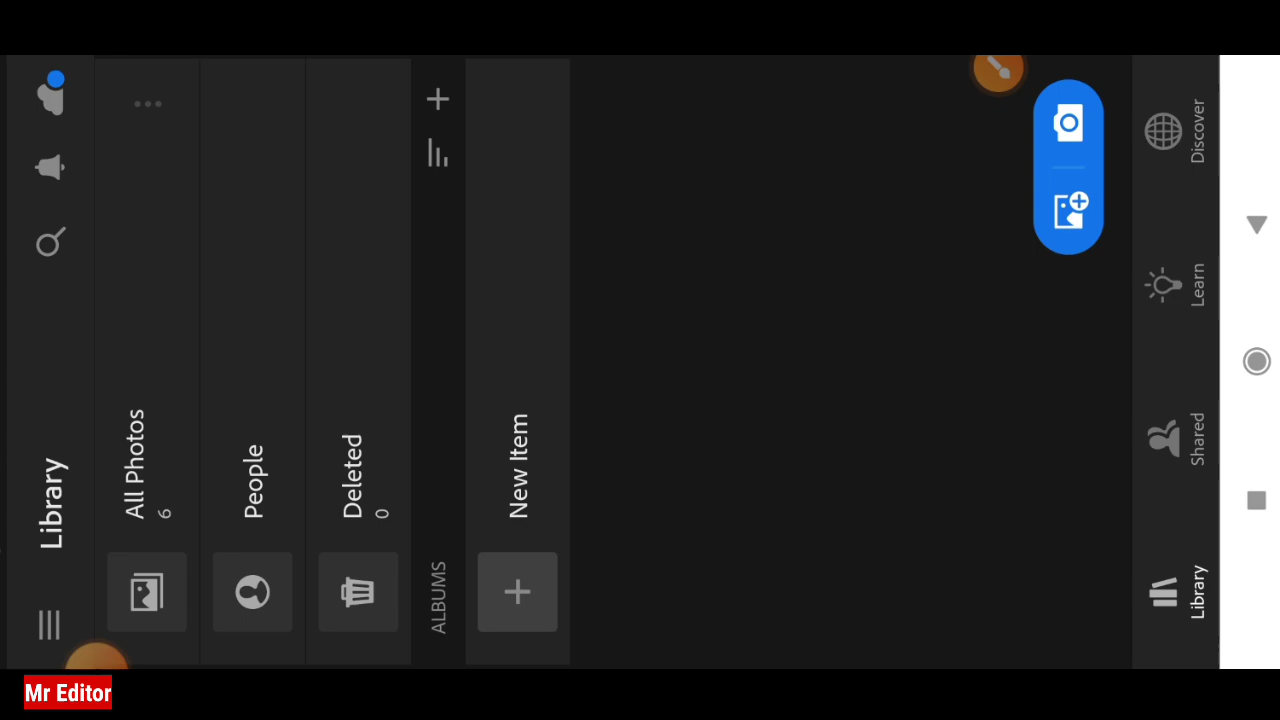 Library
All Photos
6
People
Deleted
0
ALBUMS
New Item
Library
Shared
Learn
Discover
Mr Editor